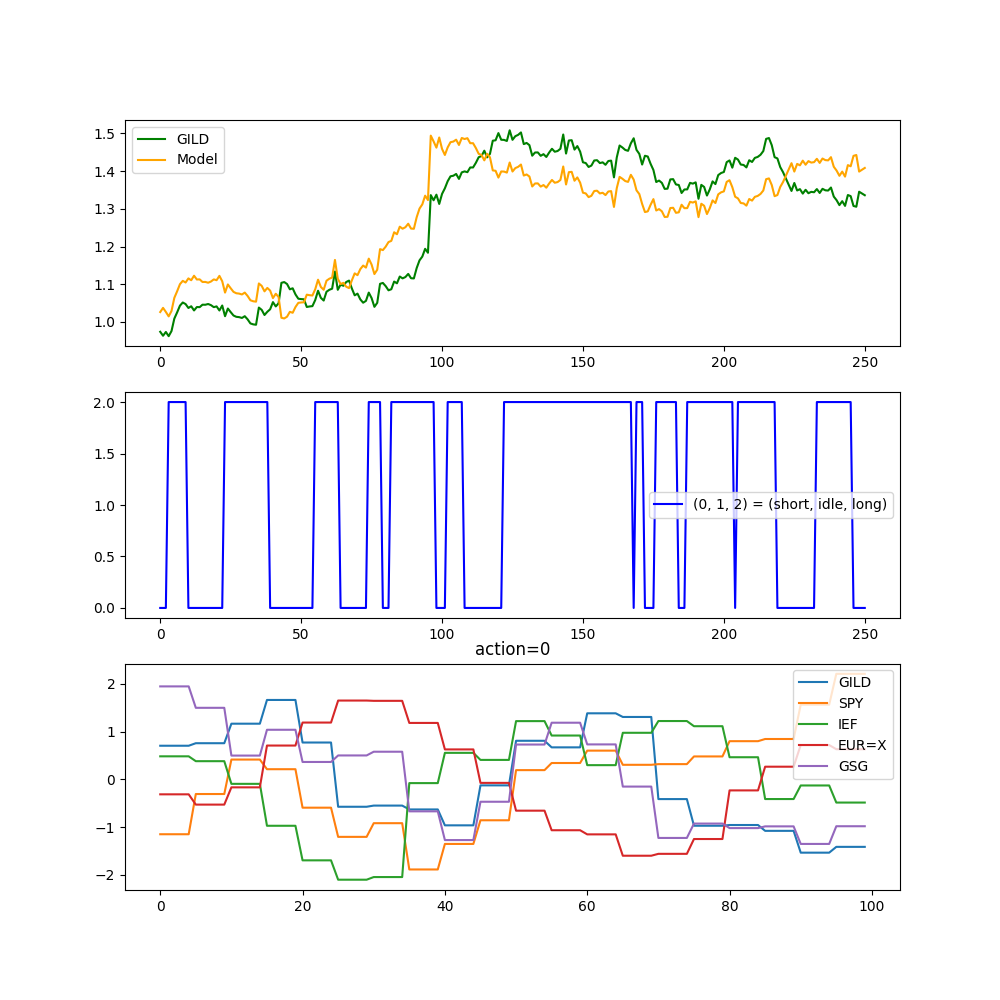 1.5
1.4
1.3
1.2
1.1
1.0
GILD
Model
0 50 100 150 200 250
2.0
1.5
1.0
0.5
0.0
(0, 1, 2) = (short, idle, long)
0 50 100 150 200 250
action=0
2
1
0
−1
−2
GILD
SPY
IEF
EUR=X
GSG
0 20 40 60 80 100